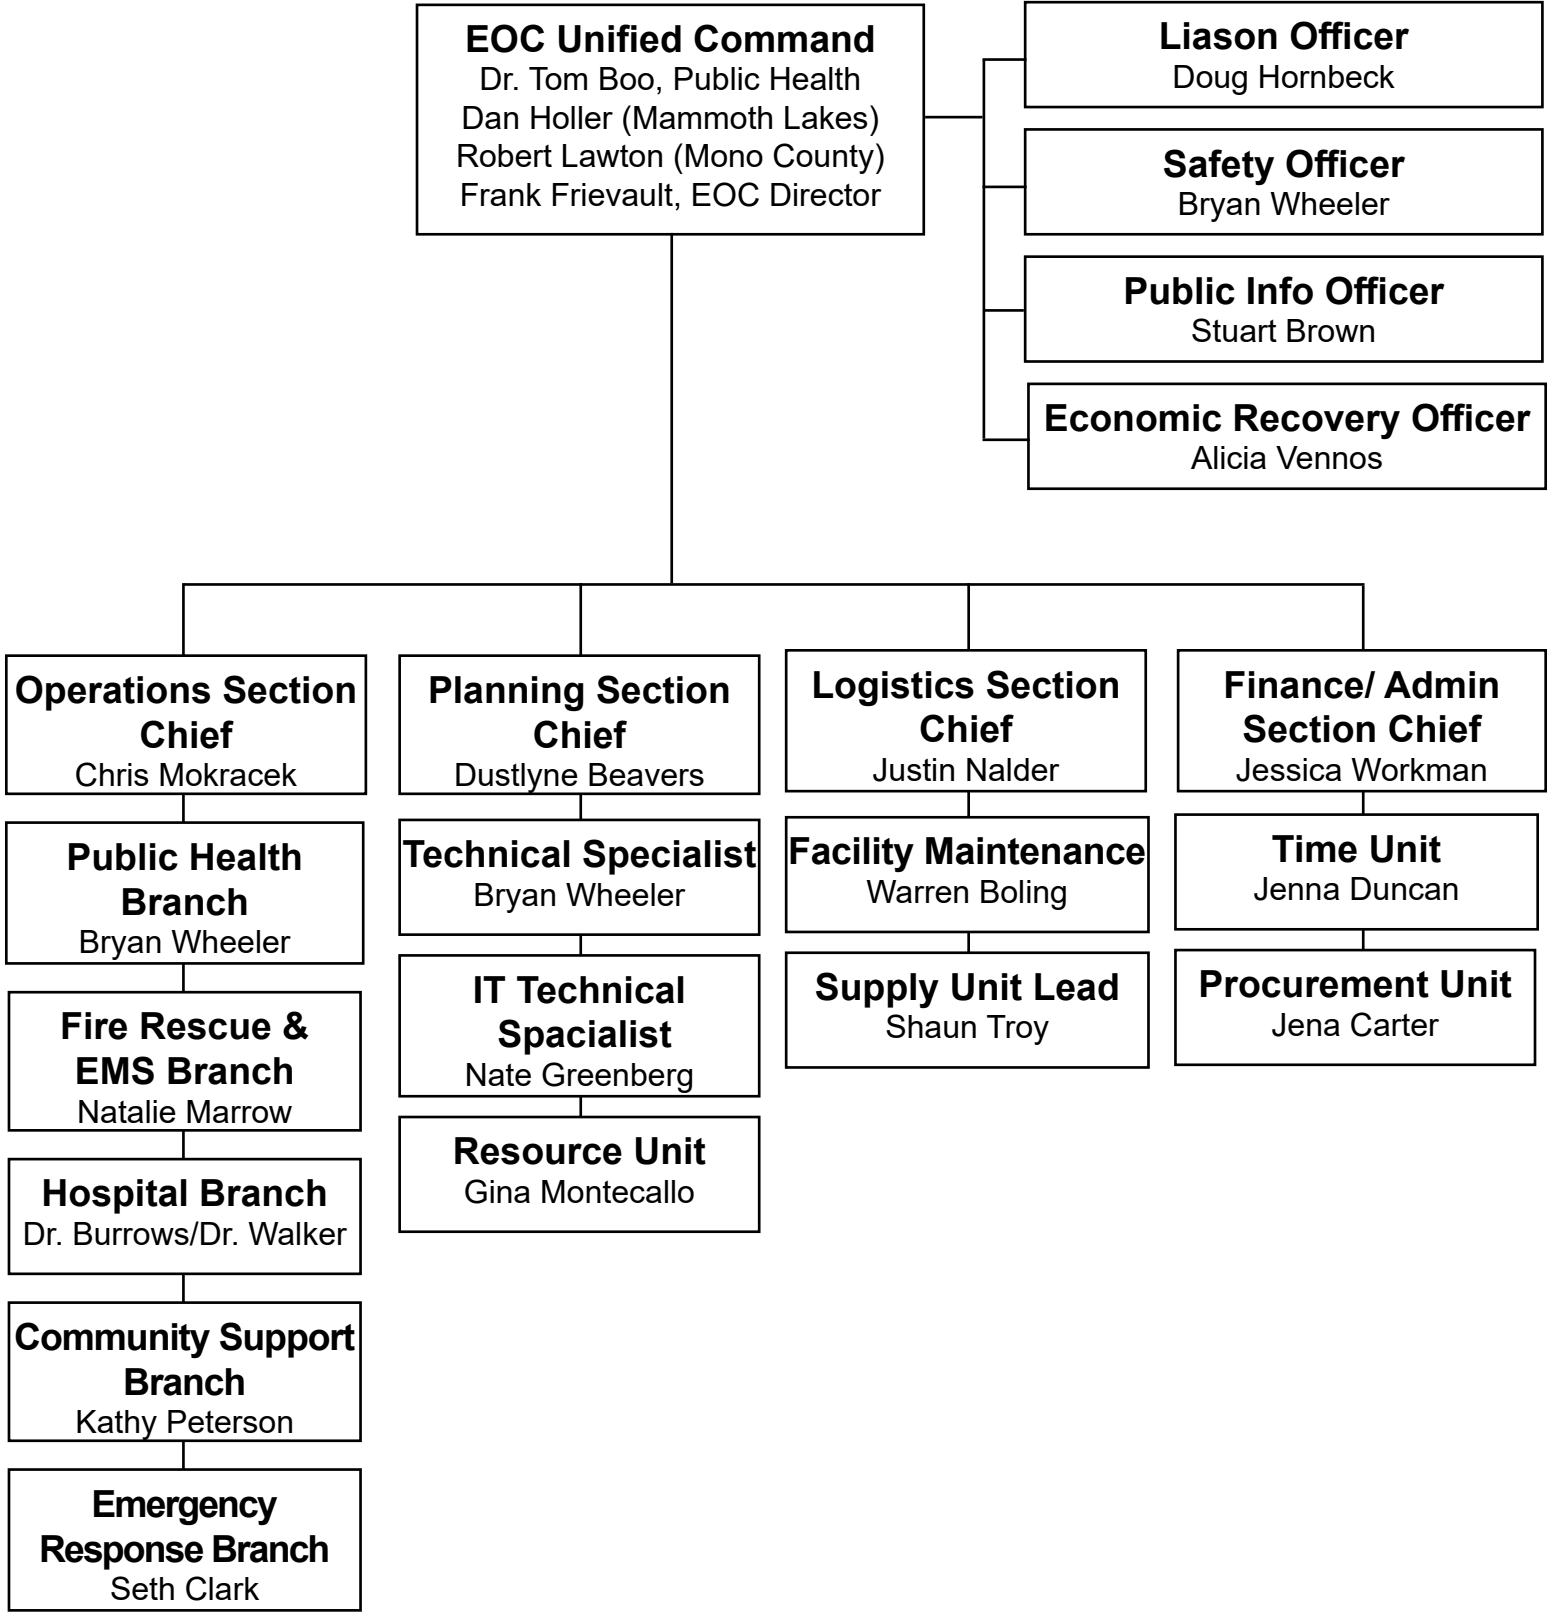 EOC Unified Command
Dr. Tom Boo, Public Health
Dan Holler (Mammoth Lakes)
Robert Lawton (Mono County)
Frank Frievault, EOC Director
Liason Officer
Doug Hornbeck
Safety Officer
Bryan Wheeler
Public Info Officer
Stuart Brown
Economic Recovery Officer
Alicia Vennos
Operations Section
Chief
Chris Mokracek
Public Health
Branch
Bryan Wheeler
Fire Rescue &
EMS Branch
Natalie Marrow
Hospital Branch
Dr. Burrows/Dr. Walker
Community Support
Branch
Kathy Peterson
Emergency
Response Branch
Seth Clark
Planning Section
Chief
Dustlyne Beavers
Technical Specialist
Bryan Wheeler
IT Technical
Spacialist
Nate Greenberg
Resource Unit
Gina Montecallo
Logistics Section
Chief
Justin Nalder
Facility Maintenance
Warren Boling
Supply Unit Lead
Shaun Troy
Finance/ Admin
Section Chief
Jessica Workman
Time Unit
Jenna Duncan
Procurement Unit
Jena Carter